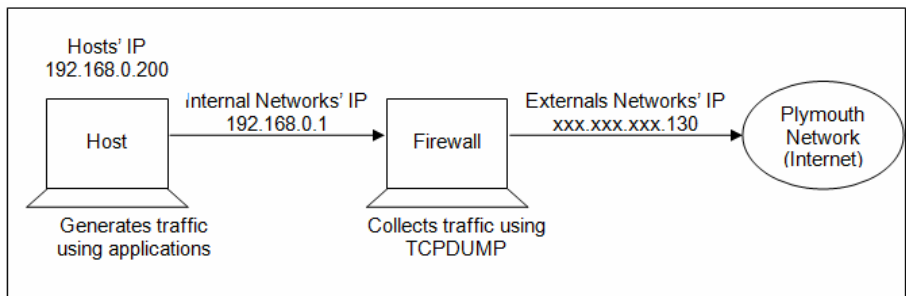 Hosts' IP
192.168.0.200
Internal Networks' IP
192.168.0.1
Externals Networks' IP
xxx.xxx.xxx.130
Host
Firewall
Plymouth
Network
(Internet)
Generates traffic
using applications
Collects traffic using
TCPDUMP